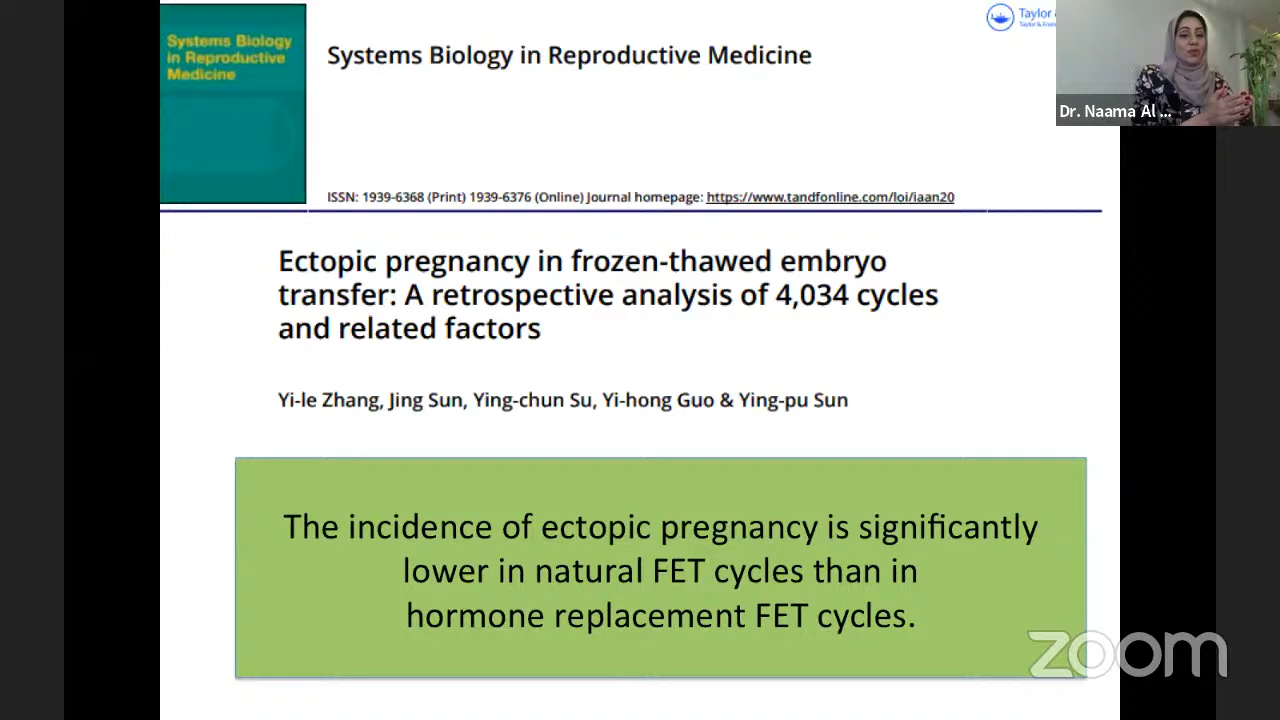 Systems Biology
in Reproductive
Medicine
Systems Biology in Reproductive Medicine
Taylor &
Taylor & Fran
Dr. Naama Al ...
ISSN: 1939-6368 (Print) 1939-6376 (Online) Journal homepage: https://www.tandfonline.com/loi/iaan20
Ectopic pregnancy in frozen-thawed embryo
transfer: A retrospective analysis of 4,034 cycles
and related factors
Yi-le Zhang, Jing Sun, Ying-chun Su, Yi-hong Guo & Ying-pu Sun
The incidence of ectopic pregnancy is significantly
lower in natural FET cycles than in
hormone replacement FET cycles.
zoom